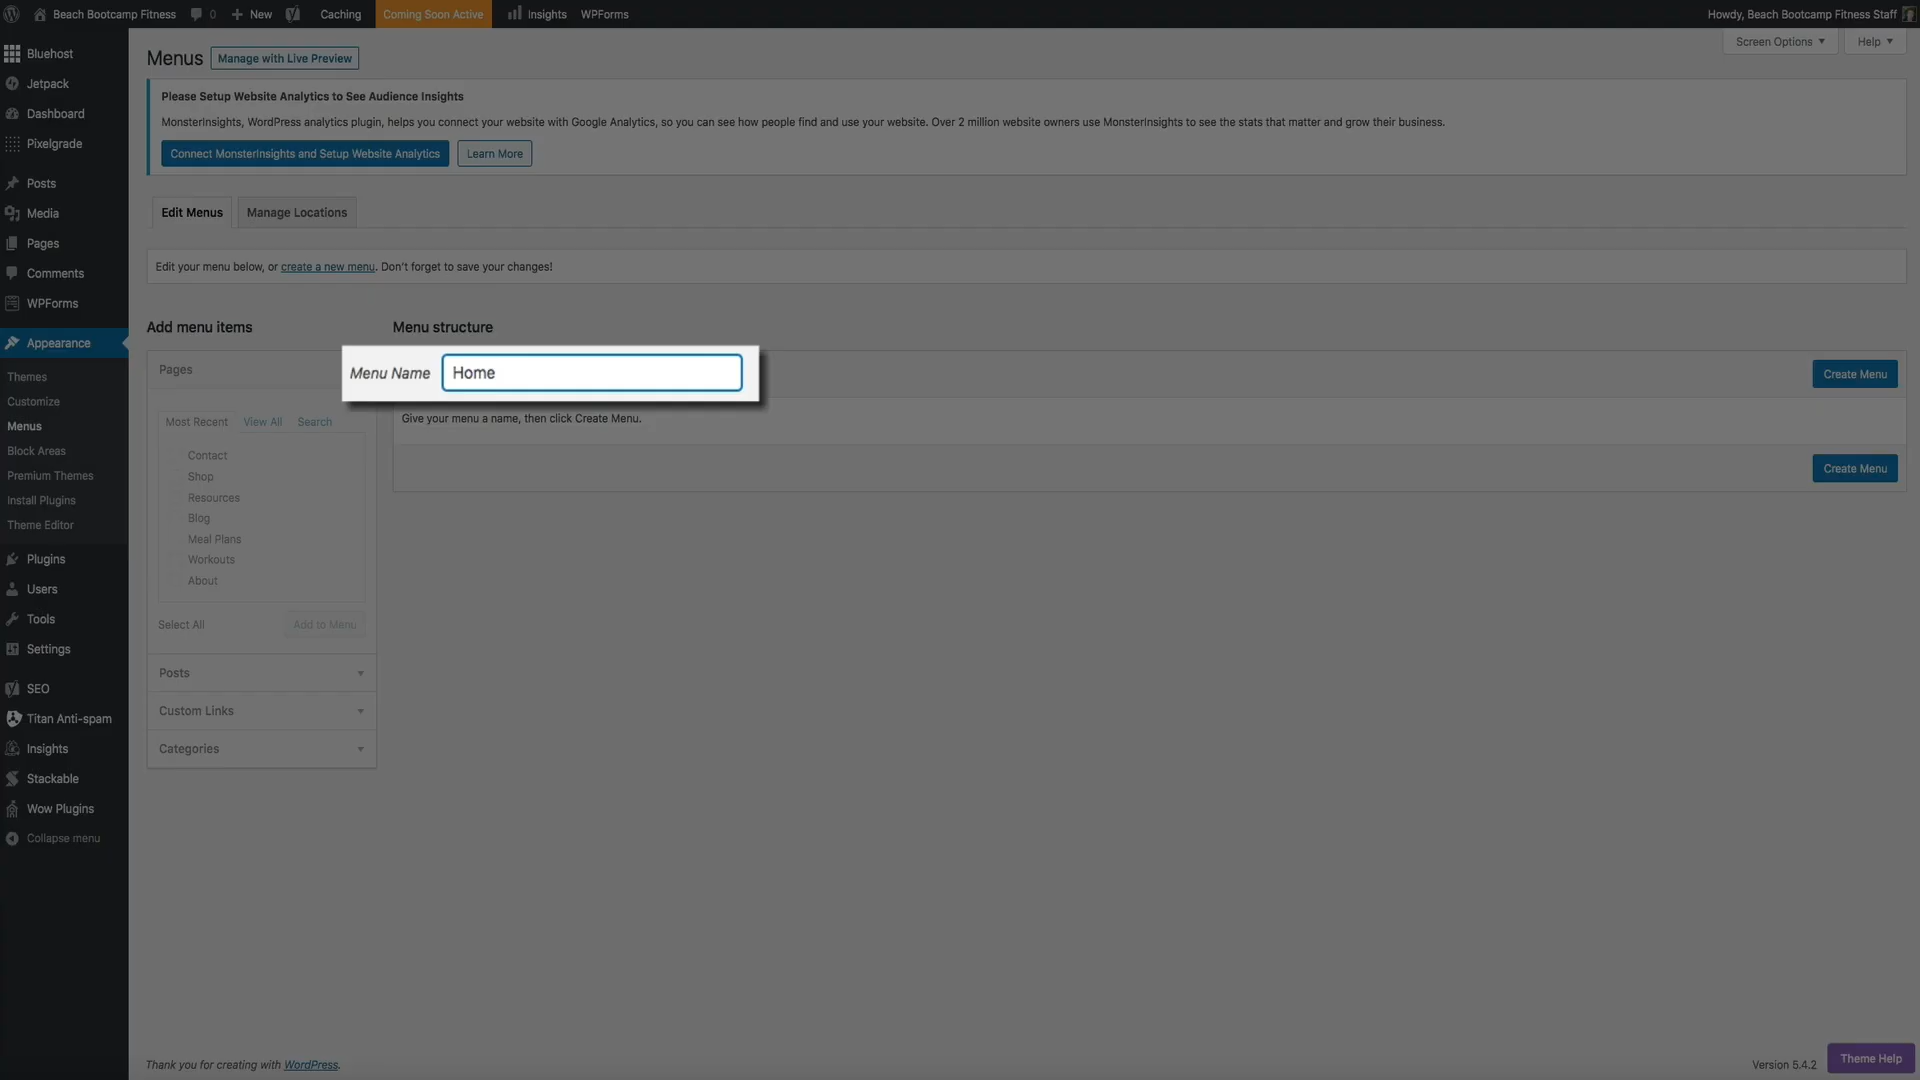 Beach Bootcamp Fitness 0 New Caching Coming Soon Active Insights WPForms Howdy, Beach Bootcamp Fitness Staff
Bluehost
Jetpack
Dashboard
Pixelgrade
Posts
Media
Pages
Comments
WPForms
Appearance
Themes
Customize
Menus
Block Areas
Premium Themes
Install Plugins
Theme Editor
Plugins
Users
Tools
Settings
SEO
Titan Anti-spam
Insights
Stackable
Wow Plugins
Collapse menu
Screen Options Help
Menus Manage with Live Preview
Please Setup Website Analytics to See Audience Insights
MonsterInsights, WordPress analytics plugin, helps you connect your website with Google Analytics, so you can see how people find and use your website. Over 2 million website owners use MonsterInsights to see the stats that matter and grow their business.
Connect MonsterInsights and Setup Website Analytics Learn More
Edit Menus Manage Locations
Edit your menu below, or create a new menu. Don't forget to save your changes!
Add menu items
Pages
Most Recent View All Search
Contact
Shop
Resources
Blog
Meal Plans
Workouts
About
Select All Add to Menu
Posts
Custom Links
Categories
Menu structure
Menu Name Home
Create Menu
Give your menu a name, then click Create Menu.
Create Menu
Thank you for creating with WordPress.
Version 5.4.2
Theme Help